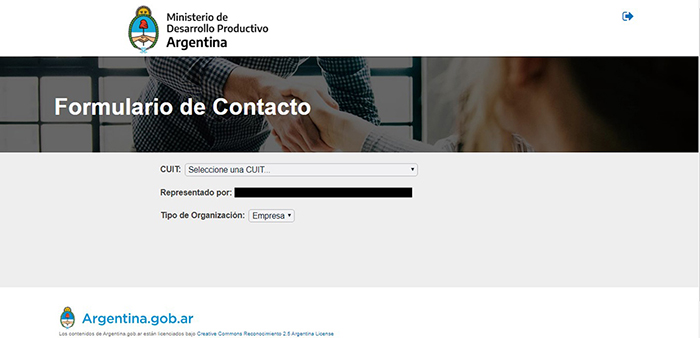 Ministerio de
Desarrollo Productivo
Argentina
Formulario de Contacto
CUIT: Seleccione una CUIT...
Representado por:
Tipo de Organización: Empresa
Argentina.gob.ar
Los contenidos de Argentina.gob.ar están licenciados bajo Creative Commons Reconocimiento 2.5 Argentina License